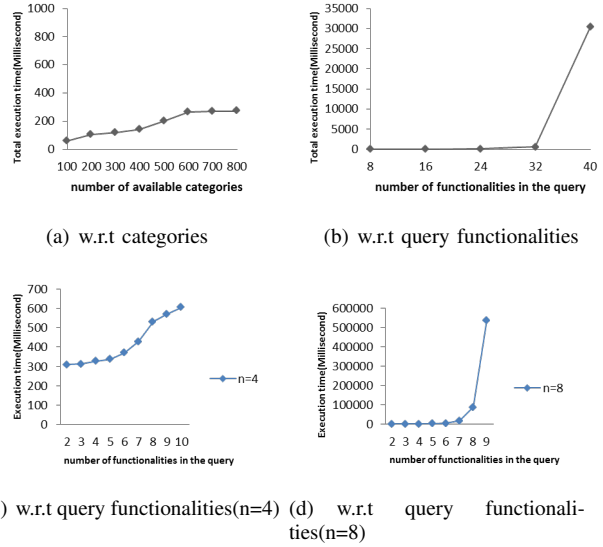 1000
800
600
400
200
0
Total execution time(Millisecond)
100 200 300 400 500 600 700 800
number of available categories
(a) w.r.t categories
35000
30000
25000
20000
15000
10000
5000
0
Total execution time(Millisecond)
8 16 24 32 40
number of functionalities in the query
(b) w.r.t query functionalities
700
600
500
400
300
200
100
0
Execution time(Millisecond)
2 3 4 5 6 7 8 9 10
number of functionalities in the query
n=4
) w.r.t query functionalities(n=4)
600000
500000
400000
300000
200000
100000
0
Execution time(Millisecond)
2 3 4 5 6 7 8 9
number of functionalities in the query
n=8
(d) w.r.t query functionali-
ties(n=8)